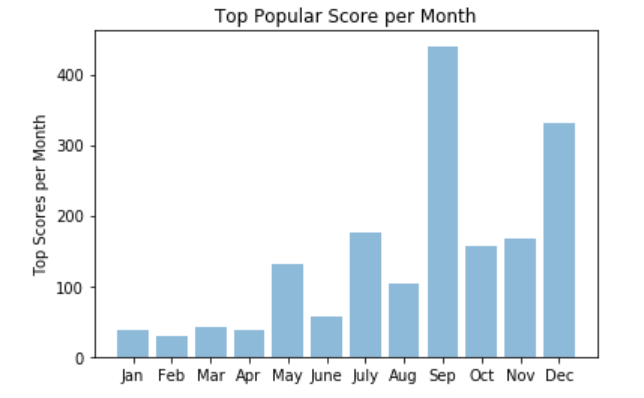 Top Popular Score per Month
Top Scores per Month
400
300
200
100
0
Jan Feb Mar Apr May June July Aug Sep Oct Nov Dec